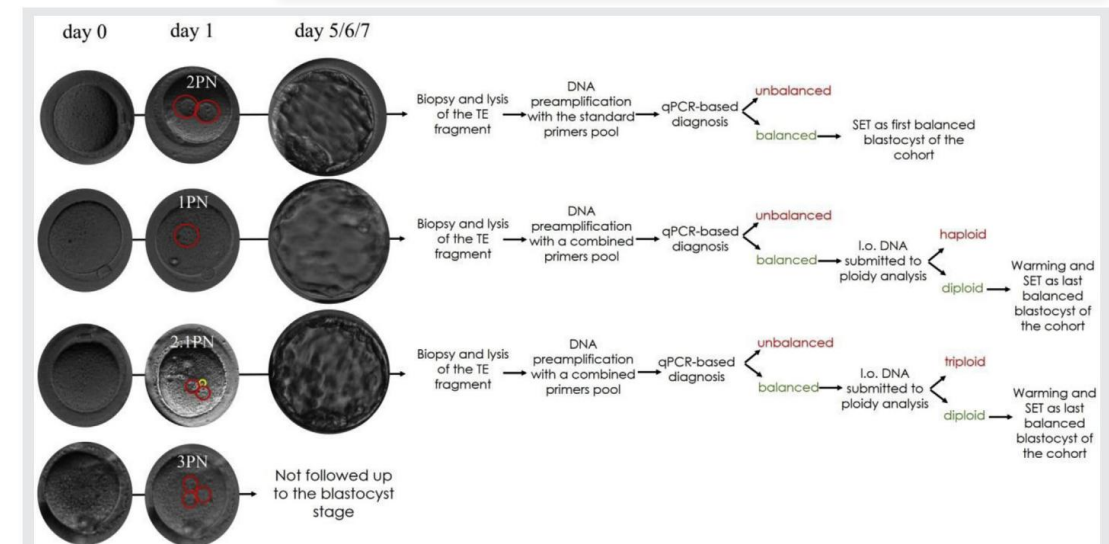 day 0
day 1
day 5/6/7
2PN
Biopsy and lysis
of the TE
fragment
DNA
preamplification
with the standard
primers pool
qPCR-based
diagnosis
unbalanced
balanced
SET as first balanced
blastocyst of the
cohort
1PN
Biopsy and lysis
of the TE
fragment
DNA
preamplification
with a combined
primers pool
qPCR-based
diagnosis
unbalanced
balanced
l.o. DNA
submitted to
ploidy analysis
haploid
diploid
Warming and
SET as last
balanced
blastocyst of
the cohort
2.1PN
Biopsy and lysis
of the TE
fragment
DNA
preamplification
with a combined
primers pool
qPCR-based
diagnosis
unbalanced
balanced
l.o. DNA
submitted to
ploidy analysis
triploid
diploid
Warming and
SET as last
balanced
blastocyst of
the cohort
3PN
Not followed up
to the blastocyst
stage